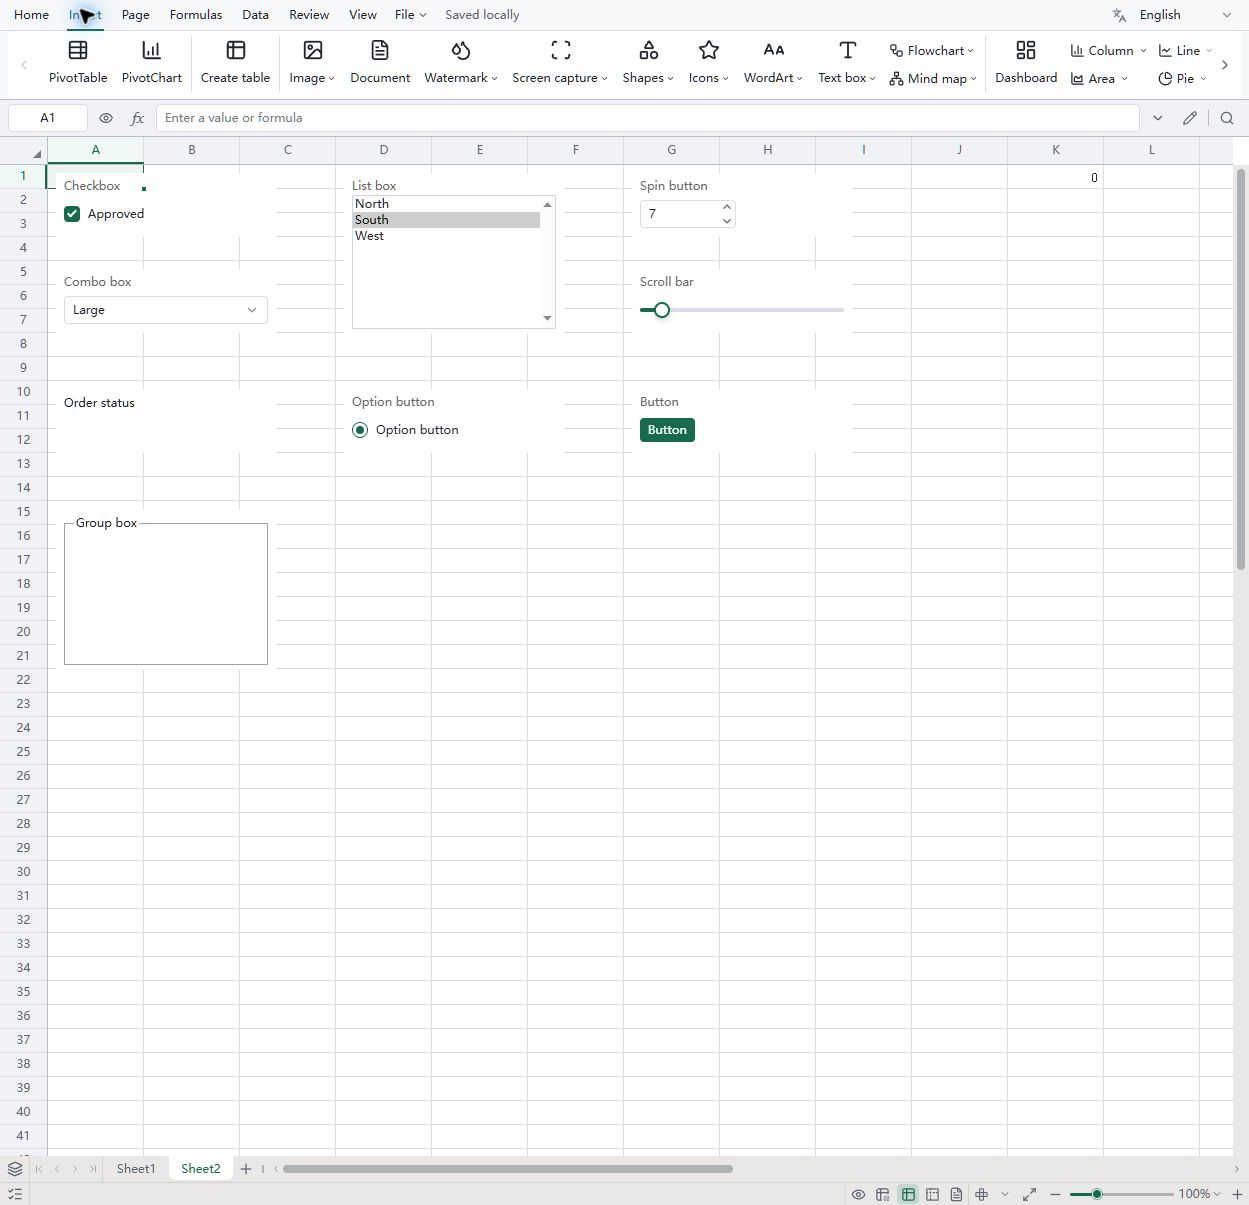 Home Insert Page Formulas Data Review View File Saved locally English
PivotTable PivotChart Create table Image Document Watermark Screen capture Shapes Icons WordArt Text box Flowchart Mind map Dashboard Column Line Area Pie
A1 fx Enter a value or formula
A B C D E F G H I J K L
1
2
3
4
5
6
7
8
9
10
11
12
13
14
15
16
17
18
19
20
21
22
23
24
25
26
27
28
29
30
31
32
33
34
35
36
37
38
39
40
41
Checkbox
Approved
List box
North
South
West
Spin button
7
0
Combo box
Large
Scroll bar
Order status
Option button
Option button
Button
Button
Group box
Sheet1 Sheet2
100%